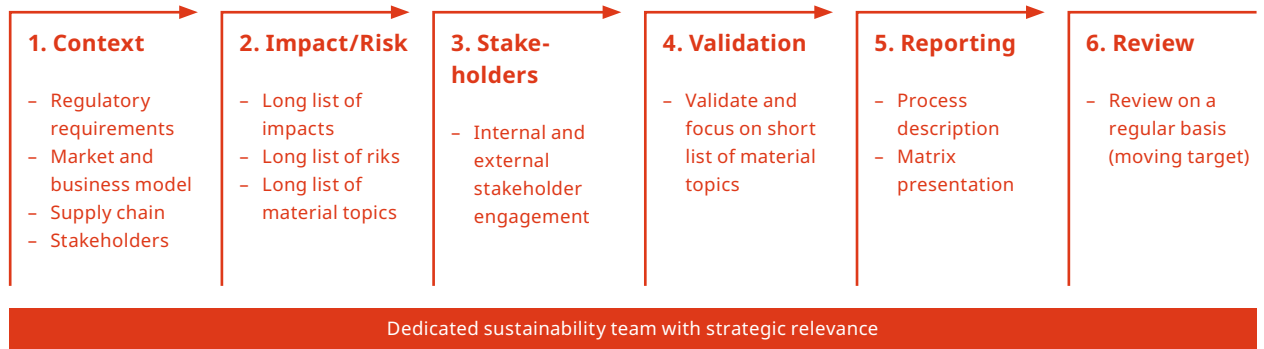 1. Context
– Regulatory
requirements
– Market and
business model
– Supply chain
– Stakeholders
2. Impact/Risk
– Long list of
impacts
– Long list of riks
– Long list of
material topics
3. Stake-
holders
– Internal and
external
stakeholder
engagement
4. Validation
– Validate and
focus on short
list of material
topics
5. Reporting
– Process
description
– Matrix
presentation
6. Review
– Review on a
regular basis
(moving target)
Dedicated sustainability team with strategic relevance